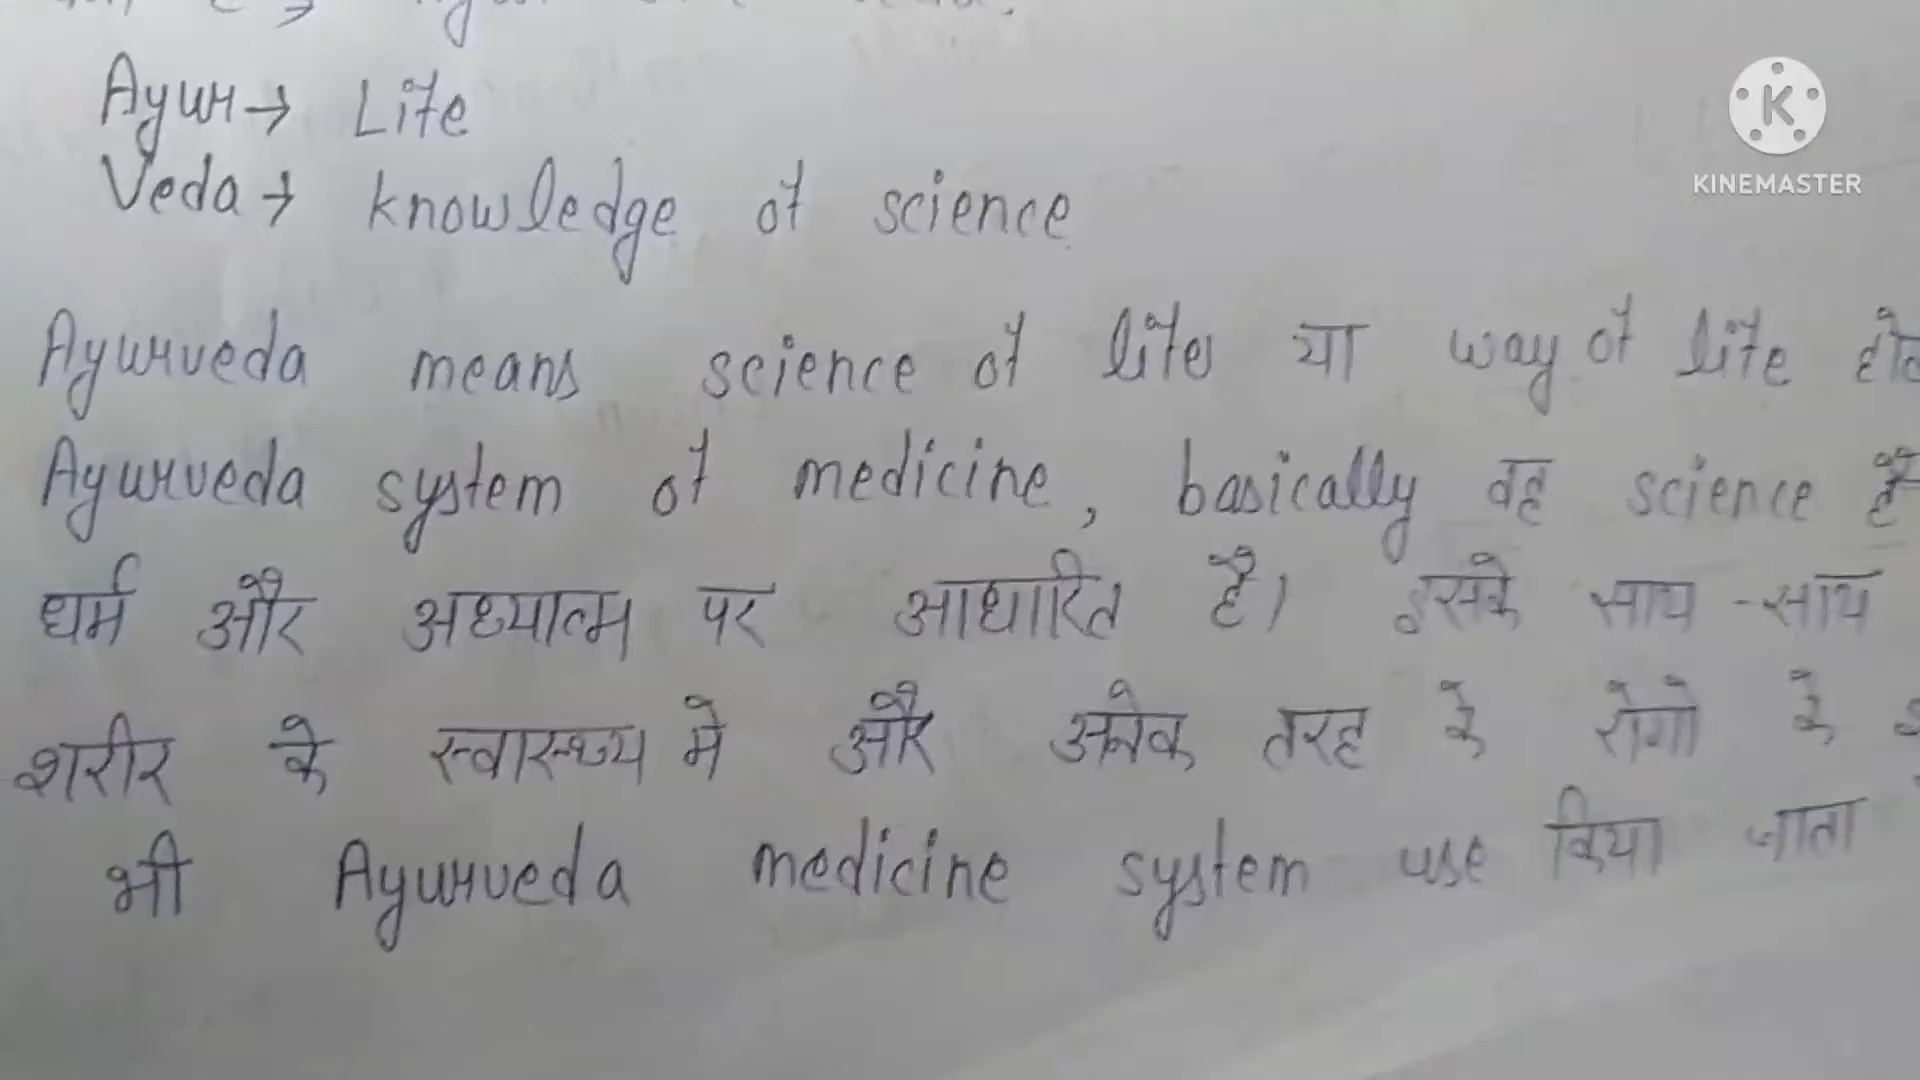 Ayur → Life
Veda → knowledge of science
Ayurveda means science of life या way of life
Ayurveda system of medicine, basically वह science है
धर्म और अध्यात्म पर आधारित है। इसके साथ - साथ
शरीर के स्वास्थ्य मे और अनेक तरह के रोगो के
भी Ayurveda medicine system use किया जाता
K
KINEMASTER